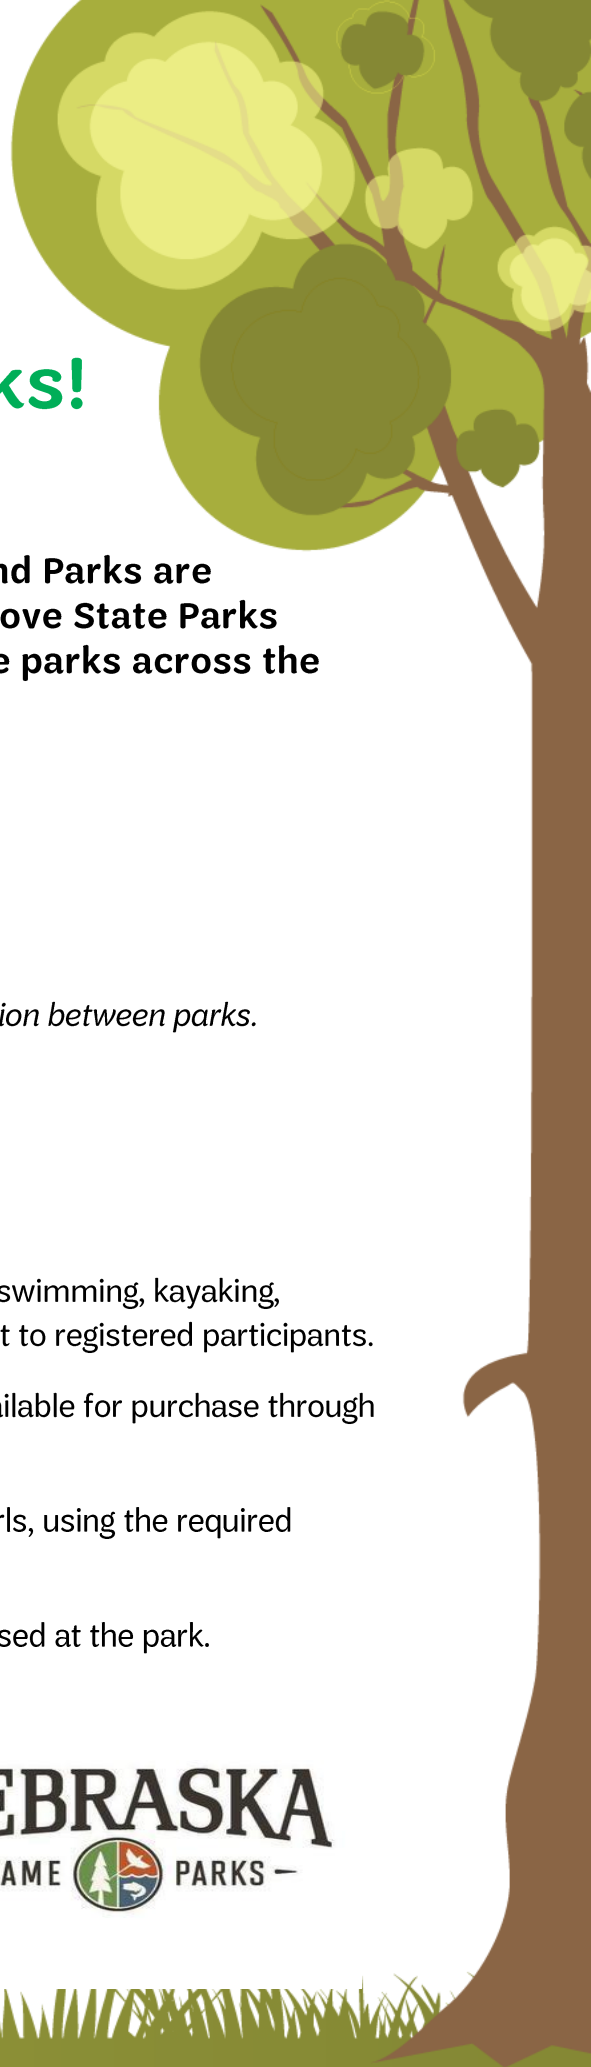 ks!
nd Parks are
ove State Parks
e parks across the
ion between parks.
swimming, kayaking,
t to registered participants.
ilable for purchase through
rls, using the required
sed at the park.
EBRASKA
AME PARKS